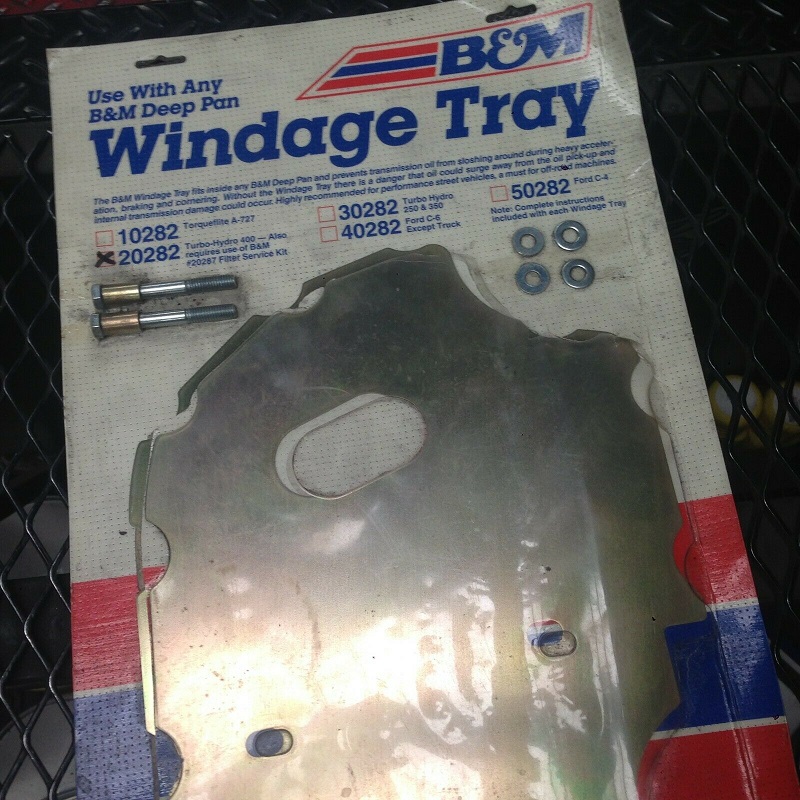 B&M
Use With Any
B&M Deep Pan
Windage Tray
The B&M Windage Tray fits inside any B&M Deep Pan and prevents transmission oil from sloshing around during heavy acceler-
ation, braking and cornering. Without the Windage Tray there is a danger that oil could surge away from the oil pick-up and
internal transmission damage could occur. Highly recommended for performance street vehicles, a must for off-road machines.
10282 Torqueflite A-727
20282 Turbo-Hydro 400 — Also
requires use of B&M
#20287 Filter Service Kit
30282 Turbo Hydro
250 & 350
40282 Ford C-6
Except Truck
50282 Ford C-4
Note: Complete instructions
included with each Windage Tray